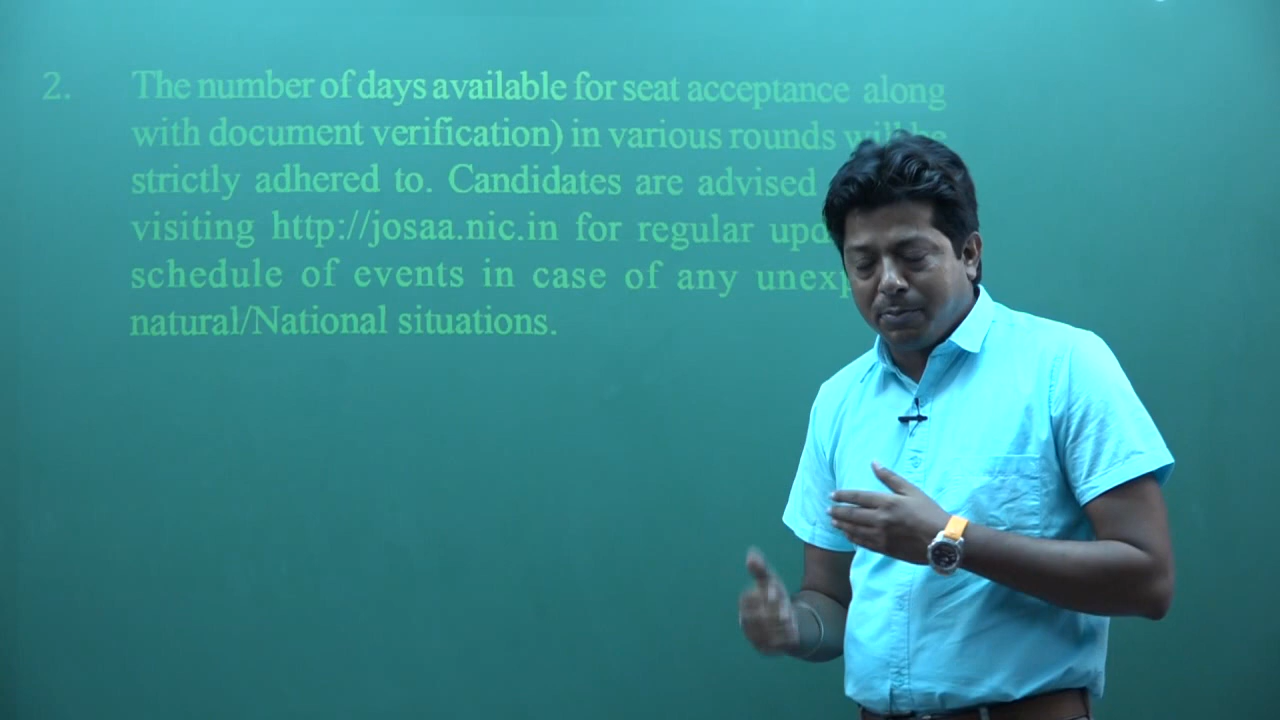 2. The number of days available for seat acceptance along
with document verification) in various rounds will be
strictly adhered to. Candidates are advised
visiting http://josaa.nic.in for regular
schedule of events in case of any
natural/National situations.